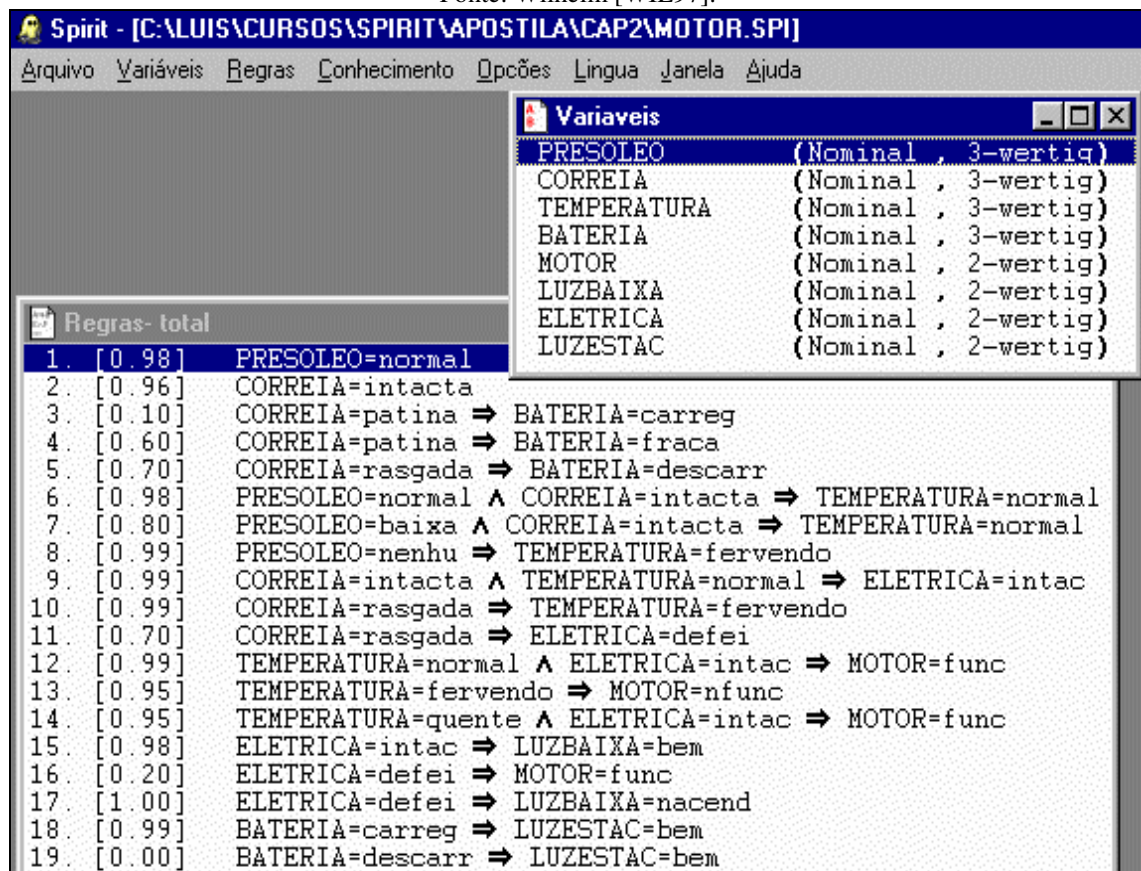 Fonte: Wilhelm [WIL97].
Spirit - [C:\LUIS\CURSOS\SPIRIT\APOSTILA\CAP2\MOTOR.SPI]
Arquivo Variáveis Regras Conhecimento Opcões Lingua Janela Ajuda
Variaveis
PRESOLEO (Nominal , 3-wertig)
CORREIA (Nominal , 3-wertig)
TEMPERATURA (Nominal , 3-wertig)
BATERIA (Nominal , 3-wertig)
MOTOR (Nominal , 2-wertig)
LUZBAIXA (Nominal , 2-wertig)
ELETRICA (Nominal , 2-wertig)
LUZESTAC (Nominal , 2-wertig)
Regras- total
1. [0.98] PRESOLEO=normal
2. [0.96] CORREIA=intacta
3. [0.10] CORREIA=patina ⇒ BATERIA=carreg
4. [0.60] CORREIA=patina ⇒ BATERIA=fraca
5. [0.70] CORREIA=rasgada ⇒ BATERIA=descarr
6. [0.98] PRESOLEO=normal ∧ CORREIA=intacta ⇒ TEMPERATURA=normal
7. [0.80] PRESOLEO=baixa ∧ CORREIA=intacta ⇒ TEMPERATURA=normal
8. [0.99] PRESOLEO=nenhu ⇒ TEMPERATURA=fervendo
9. [0.99] CORREIA=intacta ∧ TEMPERATURA=normal ⇒ ELETRICA=intac
10. [0.99] CORREIA=rasgada ⇒ TEMPERATURA=fervendo
11. [0.70] CORREIA=rasgada ⇒ ELETRICA=defei
12. [0.99] TEMPERATURA=normal ∧ ELETRICA=intac ⇒ MOTOR=func
13. [0.95] TEMPERATURA=fervendo ⇒ MOTOR=nfunc
14. [0.95] TEMPERATURA=quente ∧ ELETRICA=intac ⇒ MOTOR=func
15. [0.98] ELETRICA=intac ⇒ LUZBAIXA=bem
16. [0.20] ELETRICA=defei ⇒ MOTOR=func
17. [1.00] ELETRICA=defei ⇒ LUZBAIXA=nacend
18. [0.99] BATERIA=carreg ⇒ LUZESTAC=bem
19. [0.00] BATERIA=descarr ⇒ LUZESTAC=bem